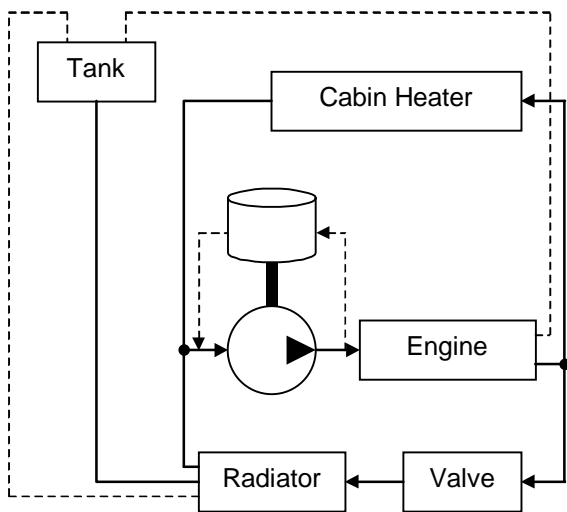 Tank
Cabin Heater
Engine
Radiator
Valve